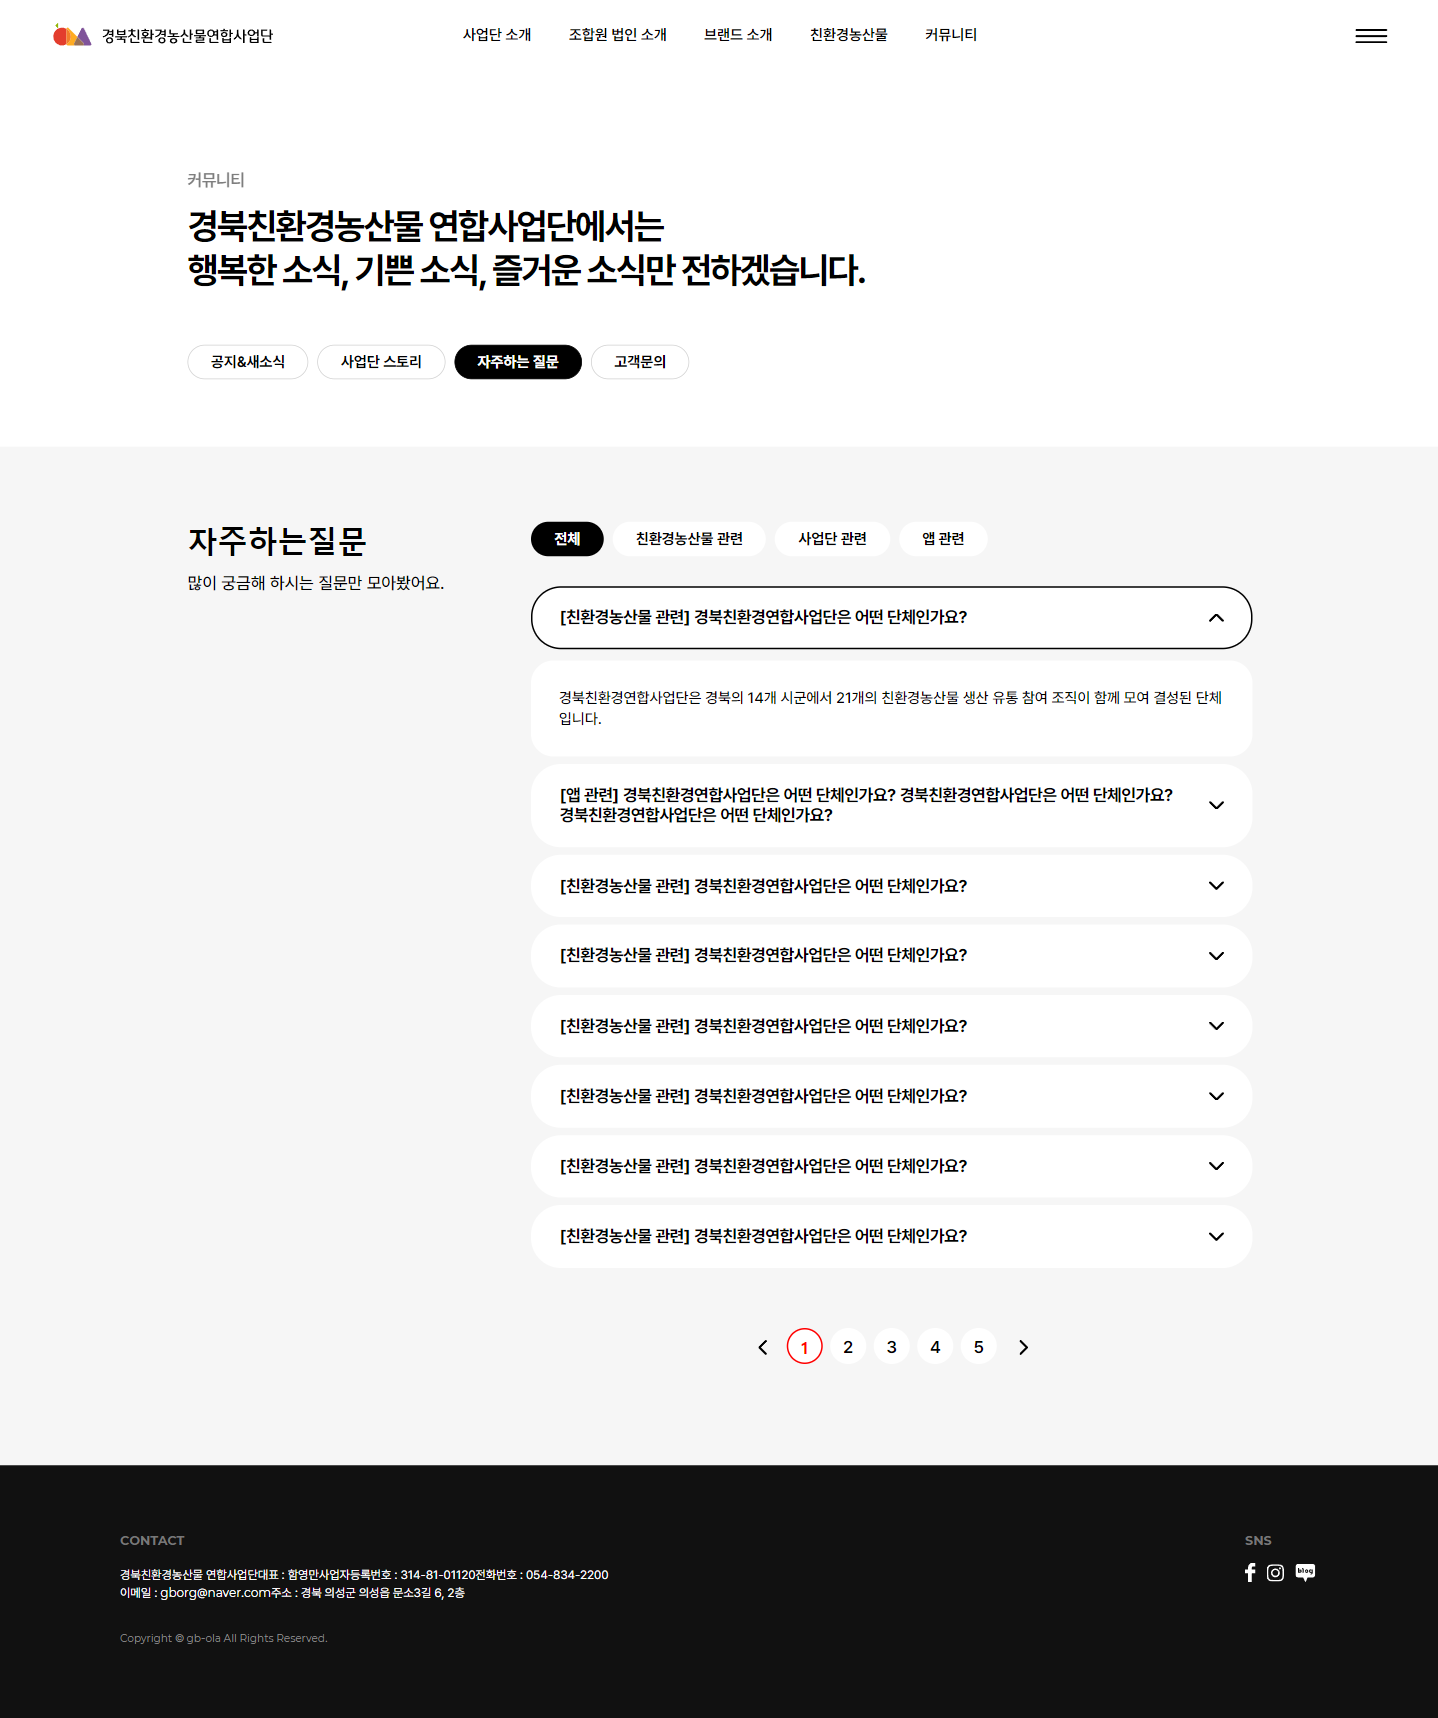 경북친환경농산물연합사업단
사업단 소개 조합원 법인 소개 브랜드 소개 친환경농산물 커뮤니티
커뮤니티
경북친환경농산물 연합사업단에서는
행복한 소식, 기쁜 소식, 즐거운 소식만 전하겠습니다.
공지&새소식 사업단 스토리 자주하는 질문 고객문의
자주하는질문
많이 궁금해 하시는 질문만 모아봤어요.
전체 친환경농산물 관련 사업단 관련 앱 관련
[친환경농산물 관련] 경북친환경연합사업단은 어떤 단체인가요?
경북친환경연합사업단은 경북의 14개 시군에서 21개의 친환경농산물 생산 유통 참여 조직이 함께 모여 결성된 단체
입니다.
[앱 관련] 경북친환경연합사업단은 어떤 단체인가요? 경북친환경연합사업단은 어떤 단체인가요?
경북친환경연합사업단은 어떤 단체인가요?
[친환경농산물 관련] 경북친환경연합사업단은 어떤 단체인가요?
[친환경농산물 관련] 경북친환경연합사업단은 어떤 단체인가요?
[친환경농산물 관련] 경북친환경연합사업단은 어떤 단체인가요?
[친환경농산물 관련] 경북친환경연합사업단은 어떤 단체인가요?
[친환경농산물 관련] 경북친환경연합사업단은 어떤 단체인가요?
[친환경농산물 관련] 경북친환경연합사업단은 어떤 단체인가요?
1 2 3 4 5
CONTACT
경북친환경농산물 연합사업단대표 : 함영만사업자등록번호 : 314-81-01120전화번호 : 054-834-2200
이메일 : gborg@naver.com주소 : 경북 의성군 의성읍 문소3길 6, 2층
Copyright © gb-ola All Rights Reserved.
SNS
blog